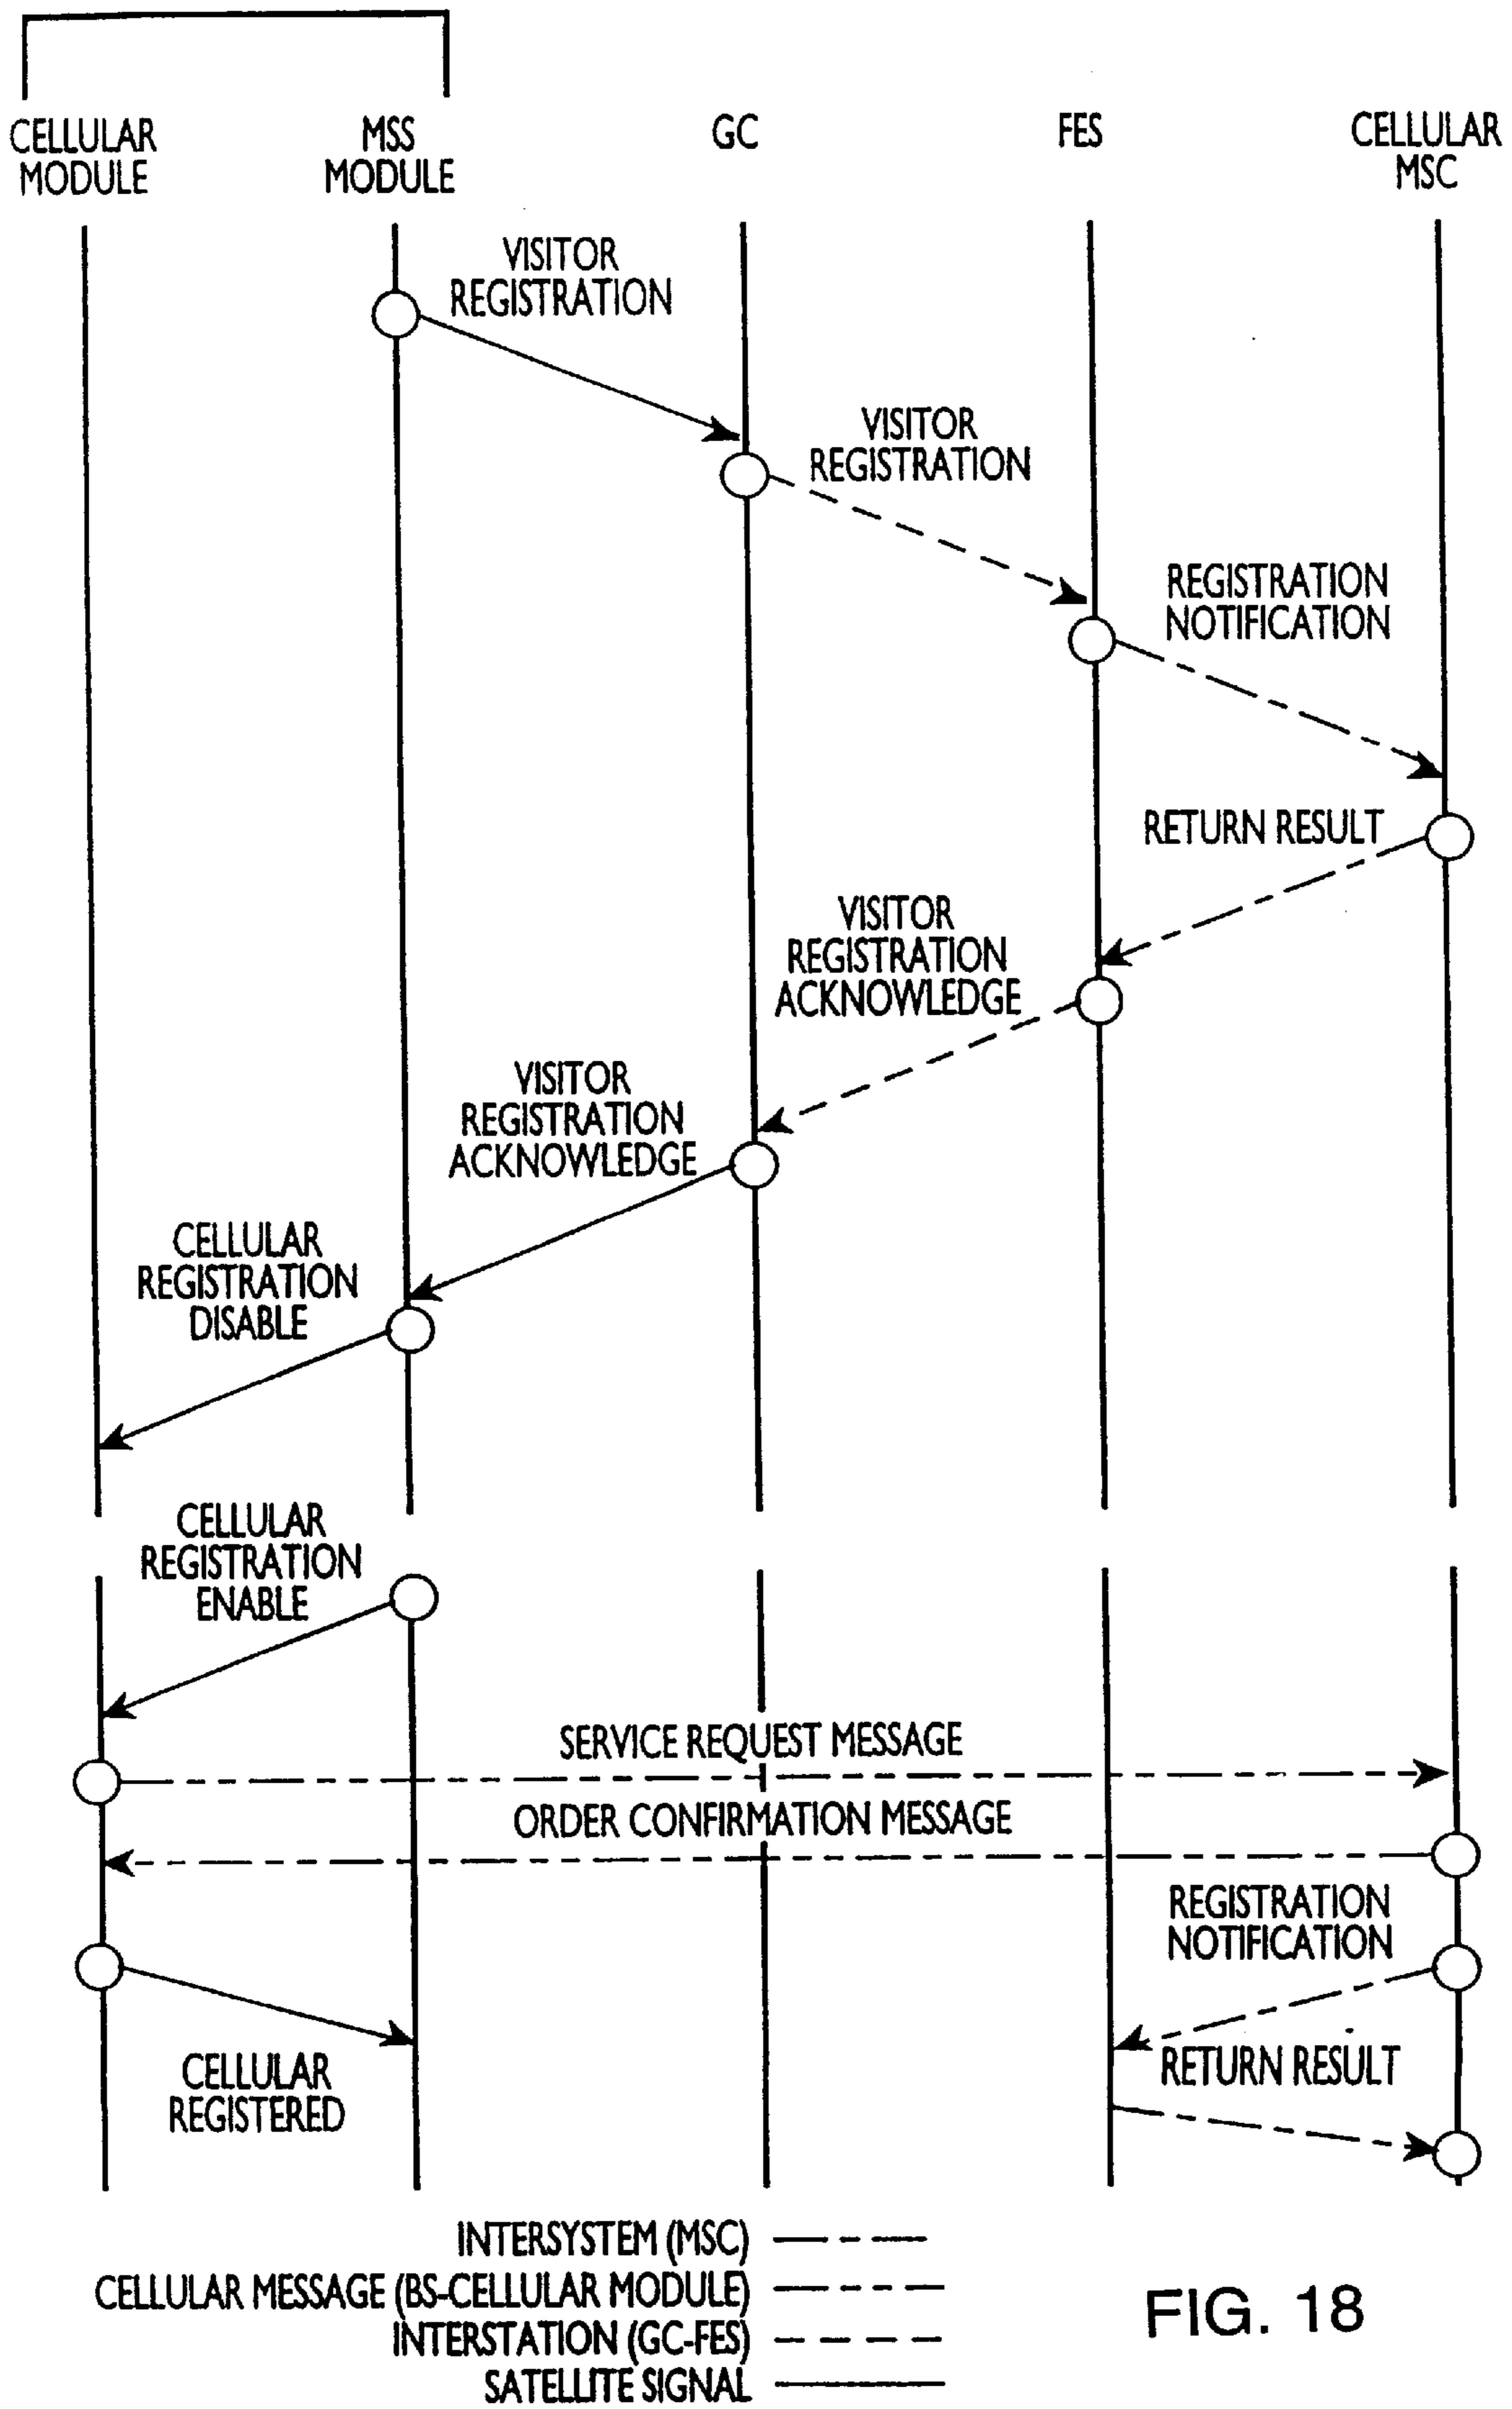 CELLULAR
MODULE
MSS
MODULE
GC
FES
CELLULAR
MSC
VISITOR
REGISTRATION
VISITOR
REGISTRATION
REGISTRATION
NOTIFICATION
RETURN RESULT
VISITOR
REGISTRATION
ACKNOWLEDGE
VISITOR
REGISTRATION
ACKNOWLEDGE
CELLULAR
REGISTRATION
DISABLE
CELLULAR
REGISTRATION
ENABLE
SERVICE REQUEST MESSAGE
ORDER CONFIRMATION MESSAGE
REGISTRATION
NOTIFICATION
RETURN RESULT
CELLULAR
REGISTERED
INTERSYSTEM (MSC)
CELLULAR MESSAGE (BS-CELLULAR MODULE)
INTERSTATION (GC-FES)
SATELLITE SIGNAL
FIG. 18